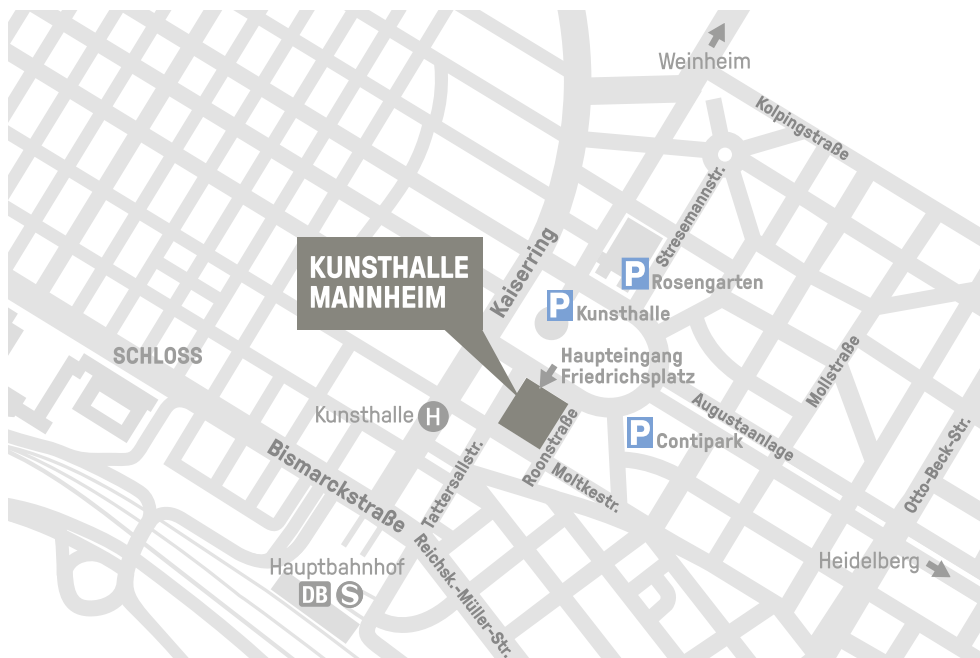 Weinheim
Kolpingstraße
Stresemannstr.
Kaiserring
KUNSTHALLE
MANNHEIM
P Rosengarten
P Kunsthalle
SCHLOSS
Haupteingang
Friedrichsplatz
Mollstraße
Kunsthalle H
Augustaanlage
P Contipark
Roonstraße
Otto-Beck-Str.
Bismarckstraße
Tattersallstr.
Moltkestr.
Reichsk.-Müller-Str.
Hauptbahnhof
DB S
Heidelberg